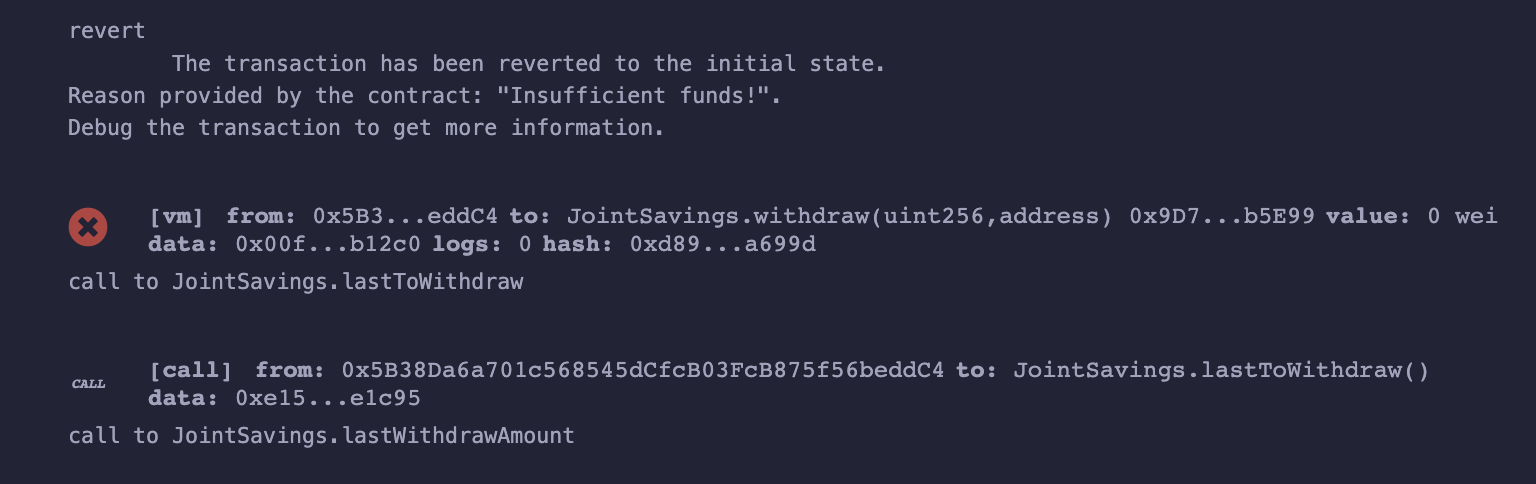 revert
The transaction has been reverted to the initial state.
Reason provided by the contract: "Insufficient funds!".
Debug the transaction to get more information.
[vm] from: 0x5B3...eddC4 to: JointSavings.withdraw(uint256,address) 0x9D7...b5E99 value: 0 wei
data: 0x00f...b12c0 logs: 0 hash: 0xd89...a699d
call to JointSavings.lastToWithdraw
[call] from: 0x5B38Da6a701c568545dCfcB03FcB875f56beddC4 to: JointSavings.lastToWithdraw()
CALL
data: 0xe15...e1c95
call to JointSavings.lastWithdrawAmount